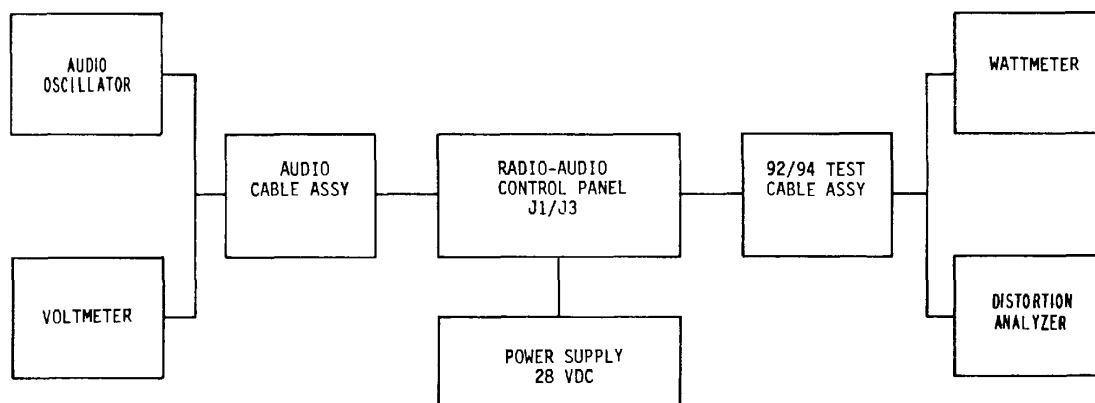 AUDIO
OSCILLATOR
VOLTMETER
AUDIO
CABLE ASSY
RADIO-AUDIO
CONTROL PANEL
J1/J3
POWER SUPPLY
28 VDC
92/94 TEST
CABLE ASSY
WATTMETER
DISTORTION
ANALYZER